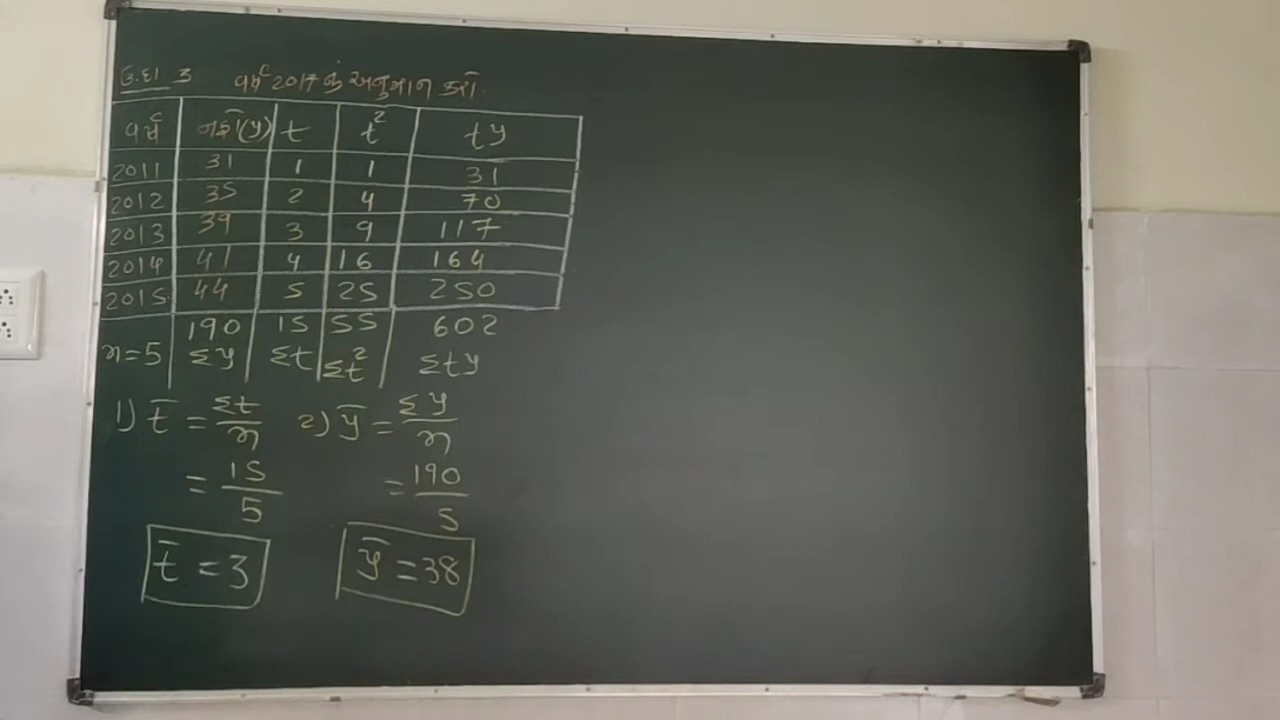 ઉ.દા 3 વર્ષ 2017 નું અનુમાન કરો.
વર્ષ નફો(y) t t² ty
2011 31 1 1 31
2012 35 2 4 70
2013 39 3 9 117
2014 41 4 16 164
2015 44 5 25 250
190 15 55 602
n=5 Σy Σt Σt² Σty
1) t̄ = Σt/n 2) ȳ = Σy/n
= 15/5 = 190/5
t̄ = 3 ȳ = 38